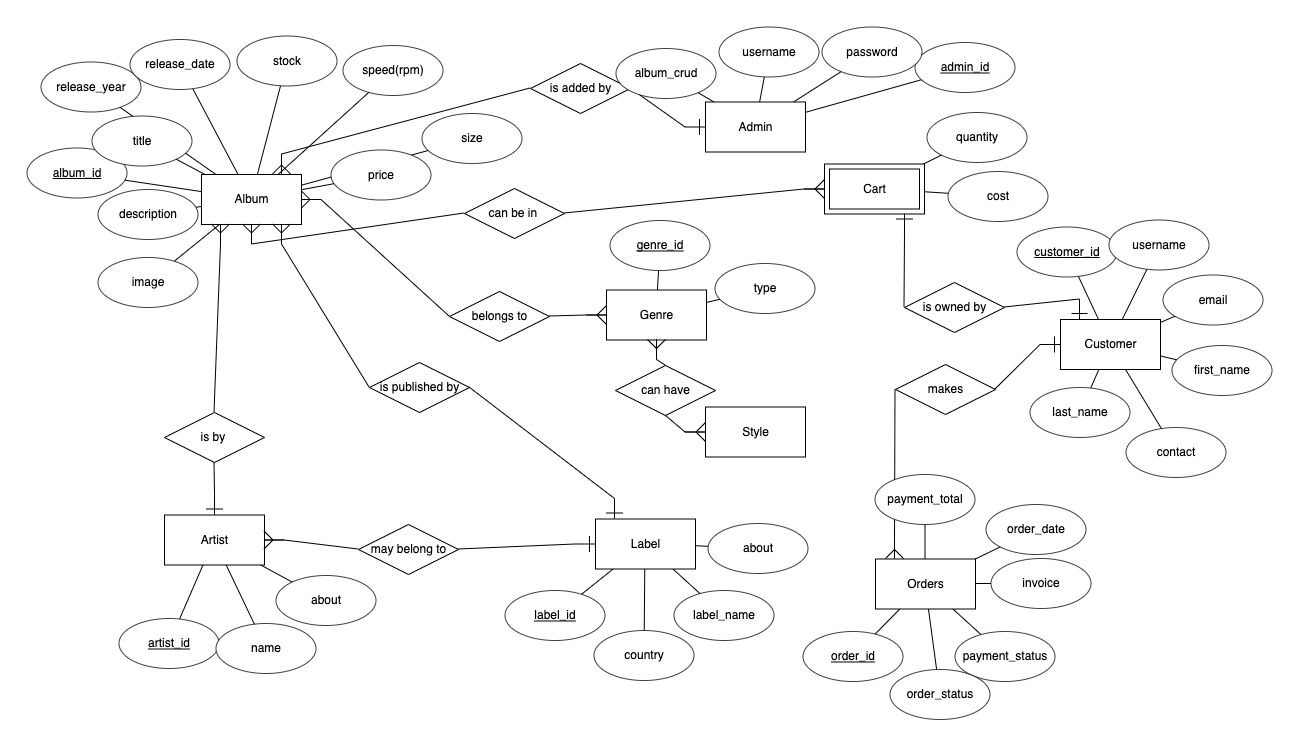 release_date
stock
speed(rpm)
release_year
title
album_id
description
image
Album
size
price
is added by
album_crud
username
password
admin_id
Admin
can be in
Cart
quantity
cost
genre_id
type
belongs to
Genre
can have
Style
is owned by
customer_id
username
email
first_name
Customer
last_name
contact
makes
is published by
is by
Artist
artist_id
name
about
may belong to
Label
about
label_id
label_name
country
payment_total
order_date
Orders
invoice
order_id
payment_status
order_status